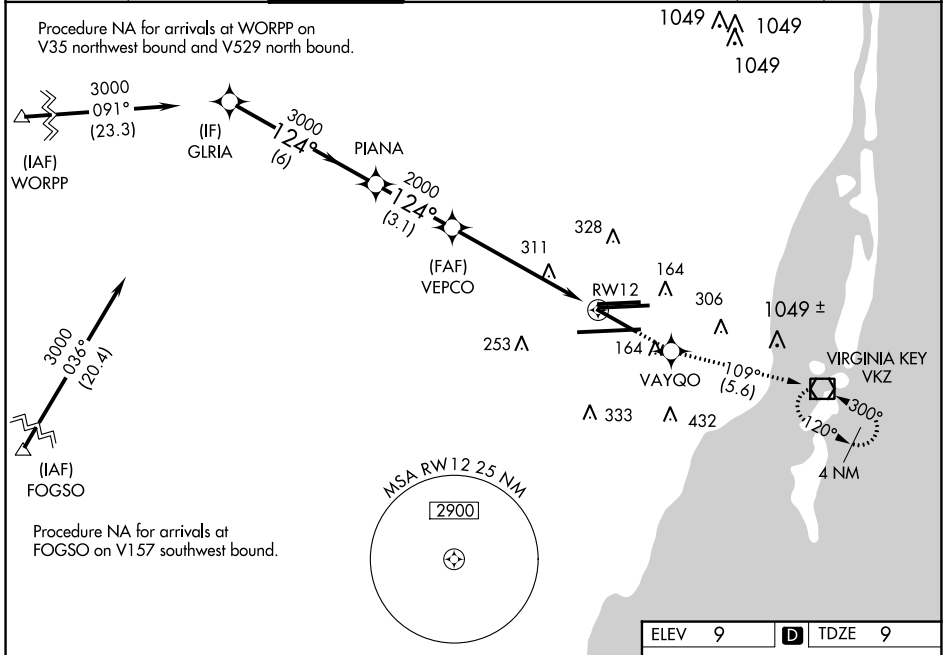 Procedure NA for arrivals at WORPP on
V35 northwest bound and V529 north bound.
1049
1049
1049
3000
091°
(23.3)
(IAF)
WORPP
(IF)
GLRIA
3000
124°
(6)
PIANA
2000
124°
(3.1)
(FAF)
VEPCO
311
328
RW12
164
306
1049 ±
253
164
VAYQO
109°
(5.6)
VIRGINIA KEY
VKZ
300°
120°
4 NM
333
432
3000
036°
(20.4)
(IAF)
FOGSO
MSA RW12 25 NM
2900
Procedure NA for arrivals at
FOGSO on V157 southwest bound.
ELEV 9 D TDZE 9